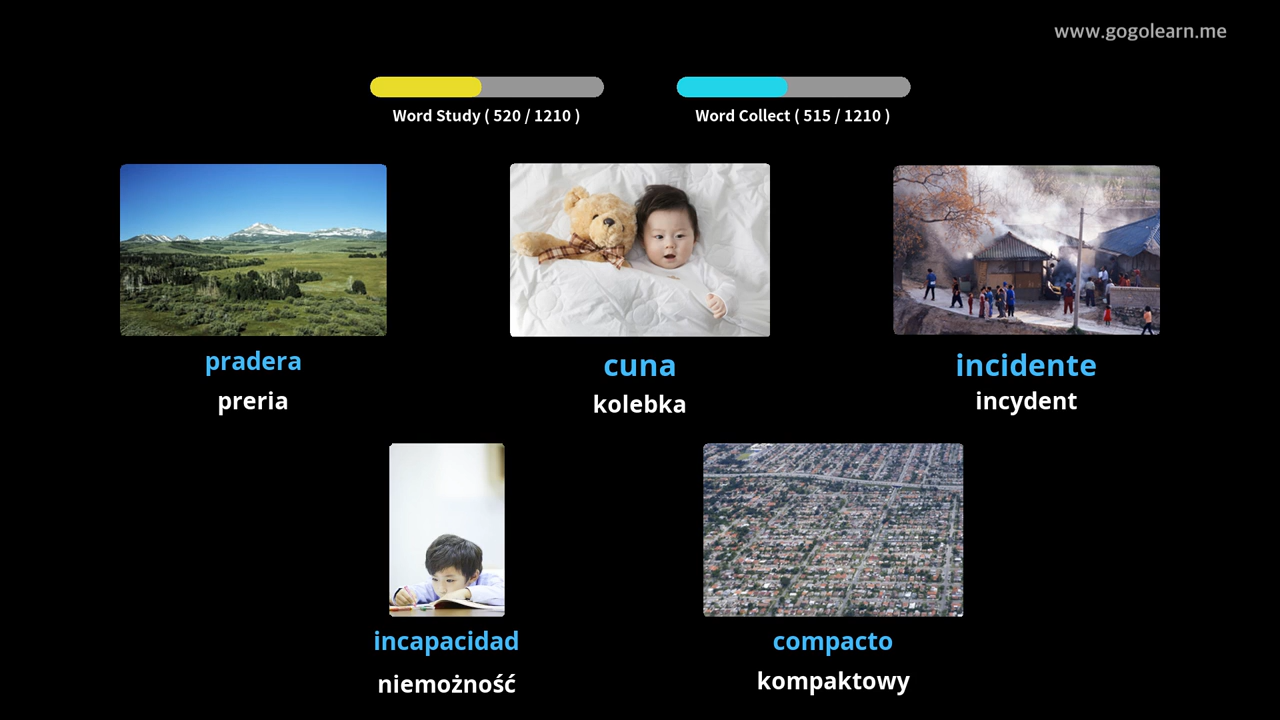 www.gogolearn.me
Word Study ( 520 / 1210 )
Word Collect ( 515 / 1210 )
pradera
preria
cuna
kolebka
incidente
incydent
incapacidad
niemożność
compacto
kompaktowy